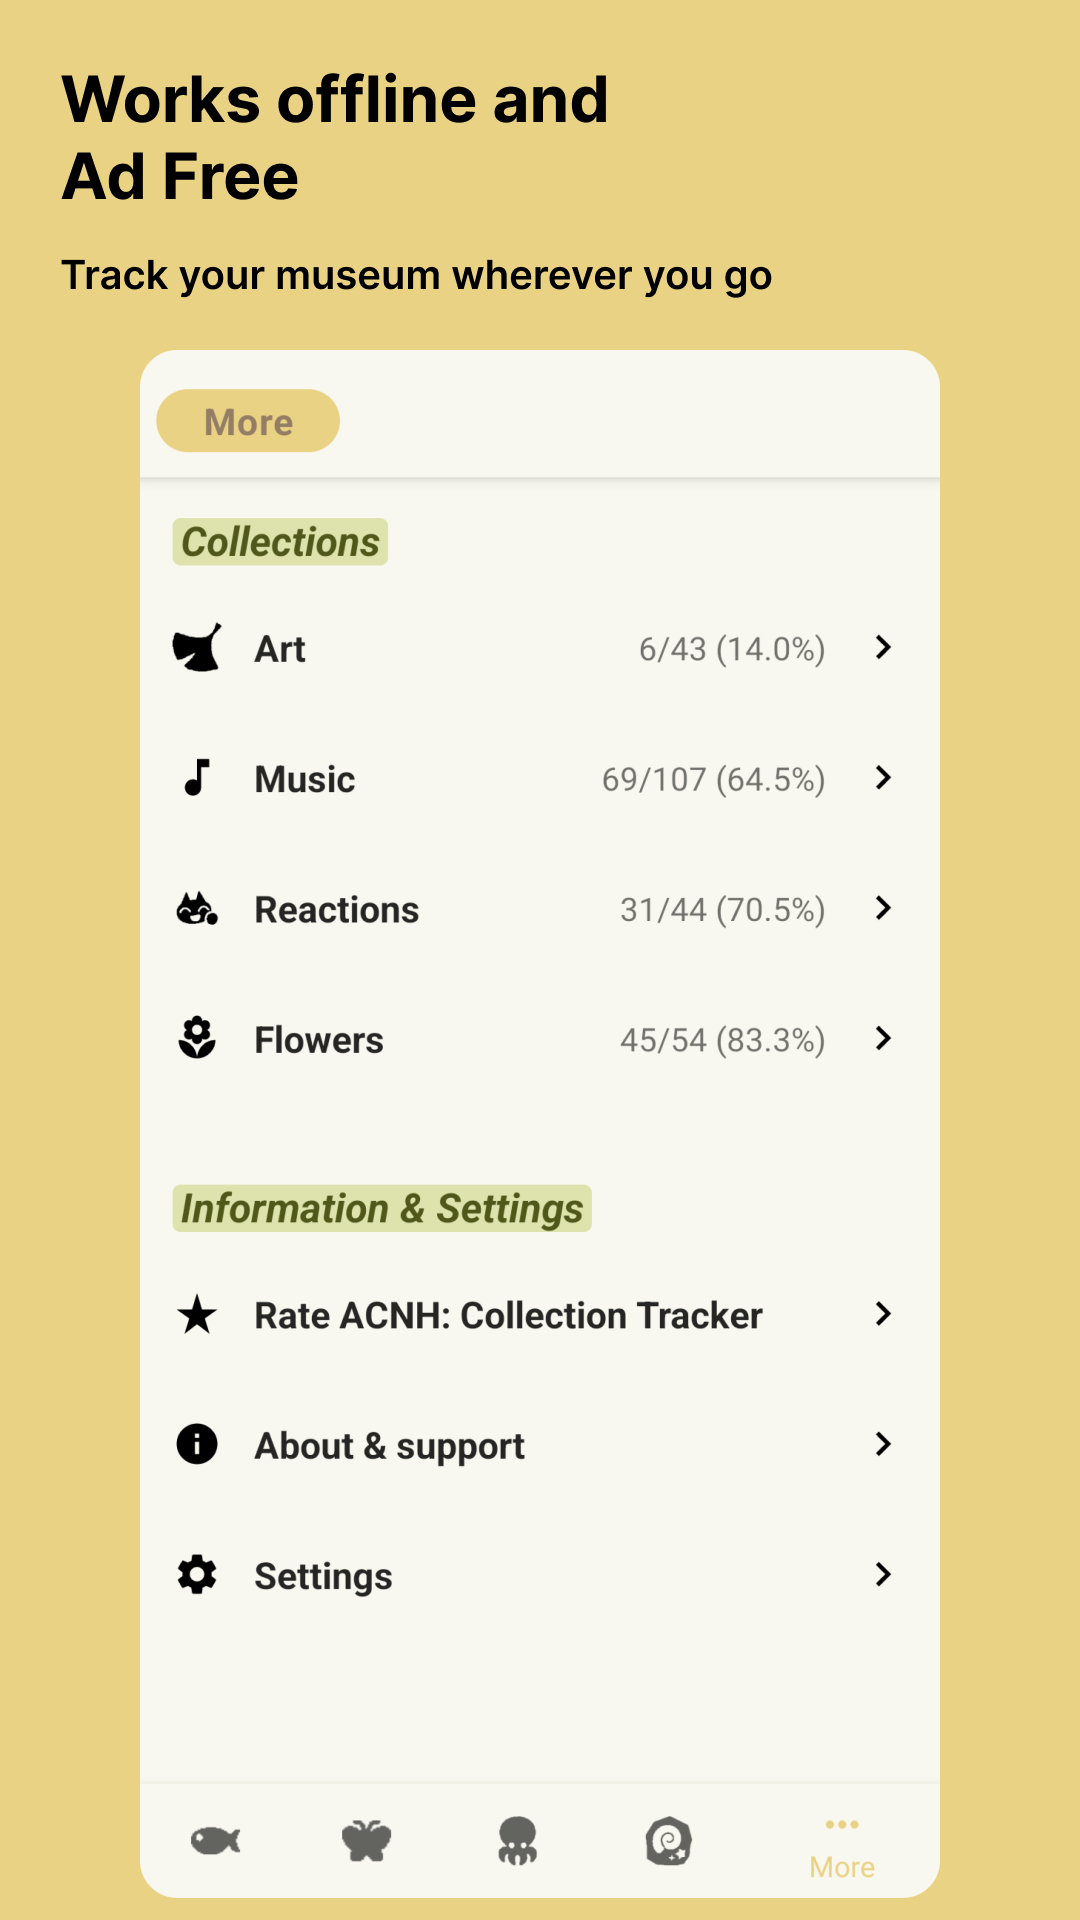 Works offline and
Ad Free
Track your museum wherever you go
More
Collections
Art 6/43 (14.0%)
Music 69/107 (64.5%)
Reactions 31/44 (70.5%)
Flowers 45/54 (83.3%)
Information & Settings
Rate ACNH: Collection Tracker
About & support
Settings
More